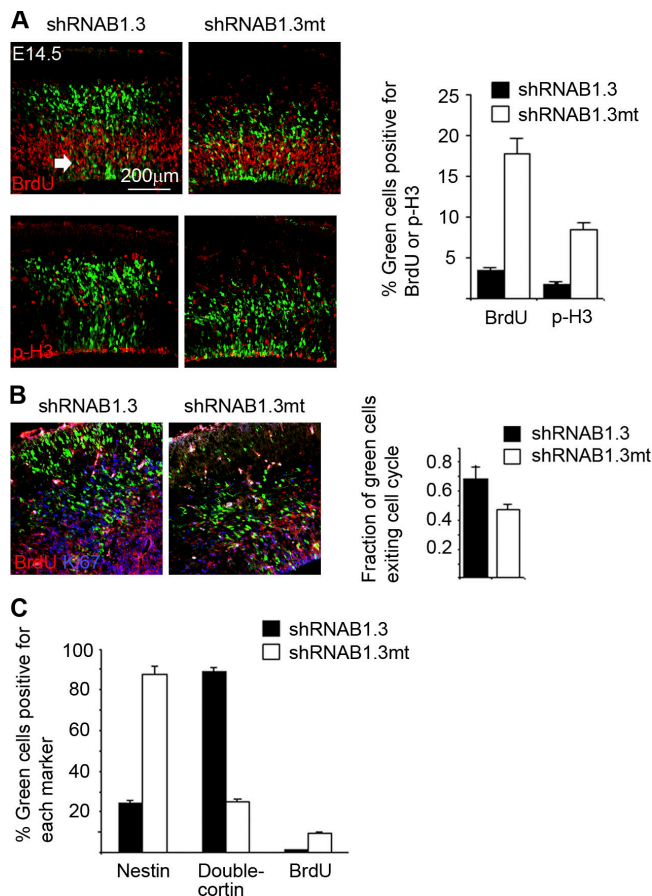 A
shRNAB1.3
shRNAB1.3mt
E14.5
BrdU
200µm
p-H3
% Green cells positive for
BrdU or p-H3
shRNAB1.3
shRNAB1.3mt
25
20
15
10
5
BrdU
p-H3
B
shRNAB1.3
shRNAB1.3mt
BrdU Ki67
Fraction of green cells
exiting cell cycle
shRNAB1.3
shRNAB1.3mt
0.8
0.6
0.4
0.2
C
% Green cells positive for
each marker
shRNAB1.3
shRNAB1.3mt
100
80
60
40
20
Nestin
Double-
cortin
BrdU